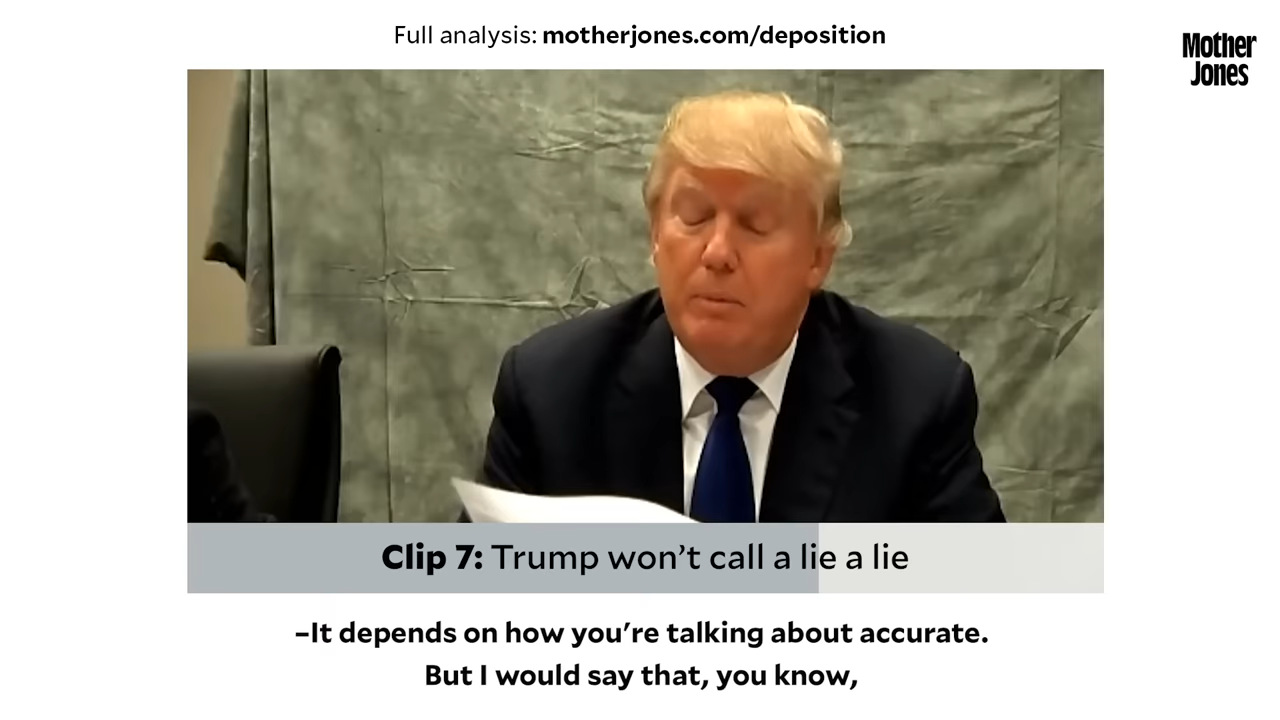 Full analysis: motherjones.com/deposition
Mother
Jones
Clip 7: Trump won't call a lie a lie
–It depends on how you're talking about accurate.
But I would say that, you know,